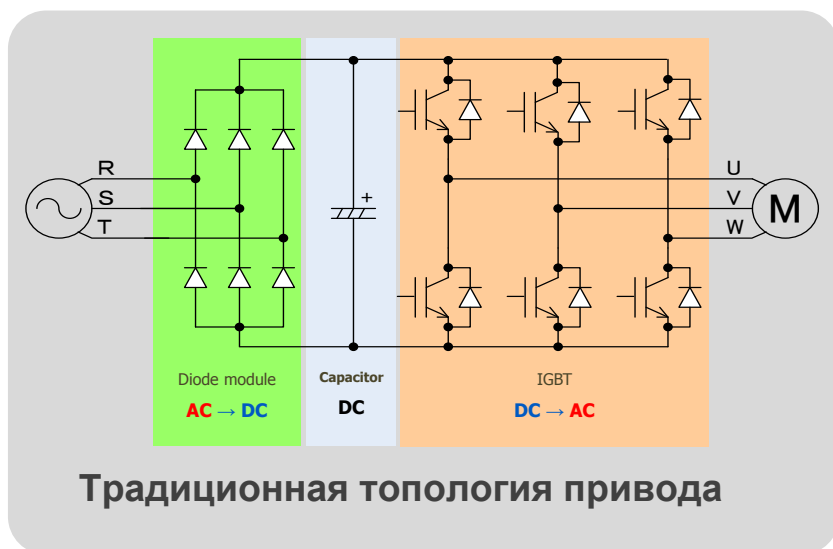 R
S
T
+
U
V
W
M
Diode module
AC → DC
Capacitor
DC
IGBT
DC → AC
Традиционная топология привода